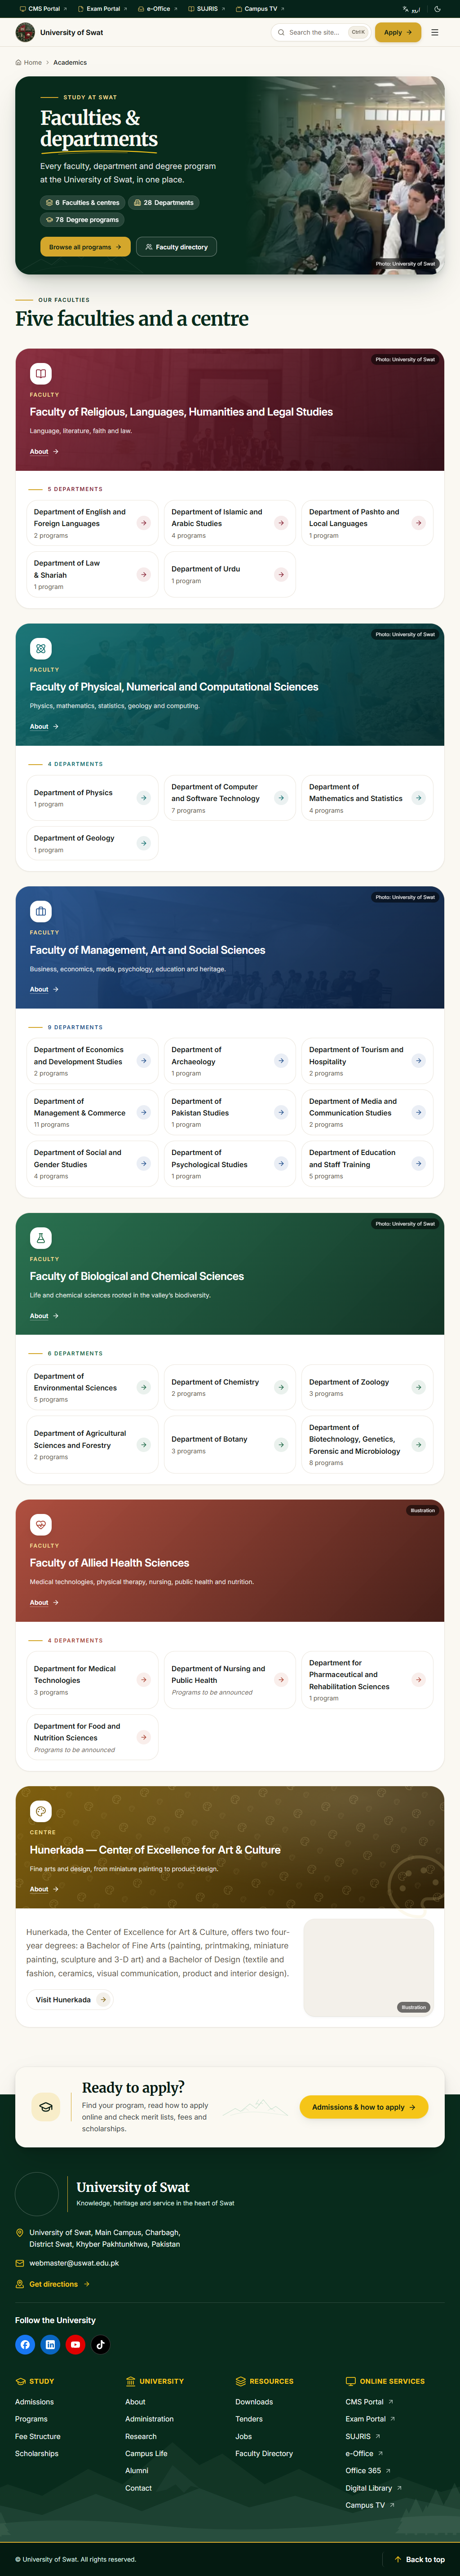 CMS Portal
Exam Portal
e-Office
SUJRIS
Campus TV
اردو
University of Swat
Search the site...
Ctrl K
Apply
Home
Academics
STUDY AT SWAT
Faculties &
departments
Every faculty, department and degree program
at the University of Swat, in one place.
6 Faculties & centres
28 Departments
78 Degree programs
Browse all programs
Faculty directory
Photo: University of Swat
OUR FACULTIES
Five faculties and a centre
Photo: University of Swat
FACULTY
Faculty of Religious, Languages, Humanities and Legal Studies
Language, literature, faith and law.
About
5 DEPARTMENTS
Department of English and
Foreign Languages
2 programs
Department of Islamic and
Arabic Studies
4 programs
Department of Pashto and
Local Languages
1 program
Department of Law
& Shariah
1 program
Department of Urdu
1 program
Photo: University of Swat
FACULTY
Faculty of Physical, Numerical and Computational Sciences
Physics, mathematics, statistics, geology and computing.
About
4 DEPARTMENTS
Department of Physics
1 program
Department of Computer
and Software Technology
7 programs
Department of
Mathematics and Statistics
4 programs
Department of Geology
1 program
Photo: University of Swat
FACULTY
Faculty of Management, Art and Social Sciences
Business, economics, media, psychology, education and heritage.
About
9 DEPARTMENTS
Department of Economics
and Development Studies
2 programs
Department of
Archaeology
1 program
Department of Tourism and
Hospitality
2 programs
Department of
Management & Commerce
11 programs
Department of
Pakistan Studies
1 program
Department of Media and
Communication Studies
2 programs
Department of Social and
Gender Studies
4 programs
Department of
Psychological Studies
1 program
Department of Education
and Staff Training
5 programs
Photo: University of Swat
FACULTY
Faculty of Biological and Chemical Sciences
Life and chemical sciences rooted in the valley's biodiversity.
About
6 DEPARTMENTS
Department of
Environmental Sciences
5 programs
Department of Chemistry
2 programs
Department of Zoology
3 programs
Department of Agricultural
Sciences and Forestry
2 programs
Department of Botany
3 programs
Department of
Biotechnology, Genetics,
Forensic and Microbiology
8 programs
Illustration
FACULTY
Faculty of Allied Health Sciences
Medical technologies, physical therapy, nursing, public health and nutrition.
About
4 DEPARTMENTS
Department for Medical
Technologies
3 programs
Department of Nursing and
Public Health
Programs to be announced
Department for
Pharmaceutical and
Rehabilitation Sciences
1 program
Department for Food and
Nutrition Sciences
Programs to be announced
CENTRE
Hunerkada — Center of Excellence for Art & Culture
Fine arts and design, from miniature painting to product design.
About
Hunerkada, the Center of Excellence for Art & Culture, offers two four-
year degrees: a Bachelor of Fine Arts (painting, printmaking, miniature
painting, sculpture and 3-D art) and a Bachelor of Design (textile and
fashion, ceramics, visual communication, product and interior design).
Visit Hunerkada
Illustration
Ready to apply?
Find your program, read how to apply
online and check merit lists, fees and
scholarships.
Admissions & how to apply
University of Swat
Knowledge, heritage and service in the heart of Swat
University of Swat, Main Campus, Charbagh,
District Swat, Khyber Pakhtunkhwa, Pakistan
webmaster@uswat.edu.pk
Get directions
Follow the University
STUDY
Admissions
Programs
Fee Structure
Scholarships
UNIVERSITY
About
Administration
Research
Campus Life
Alumni
Contact
RESOURCES
Downloads
Tenders
Jobs
Faculty Directory
ONLINE SERVICES
CMS Portal
Exam Portal
SUJRIS
e-Office
Office 365
Digital Library
Campus TV
© University of Swat. All rights reserved.
Back to top